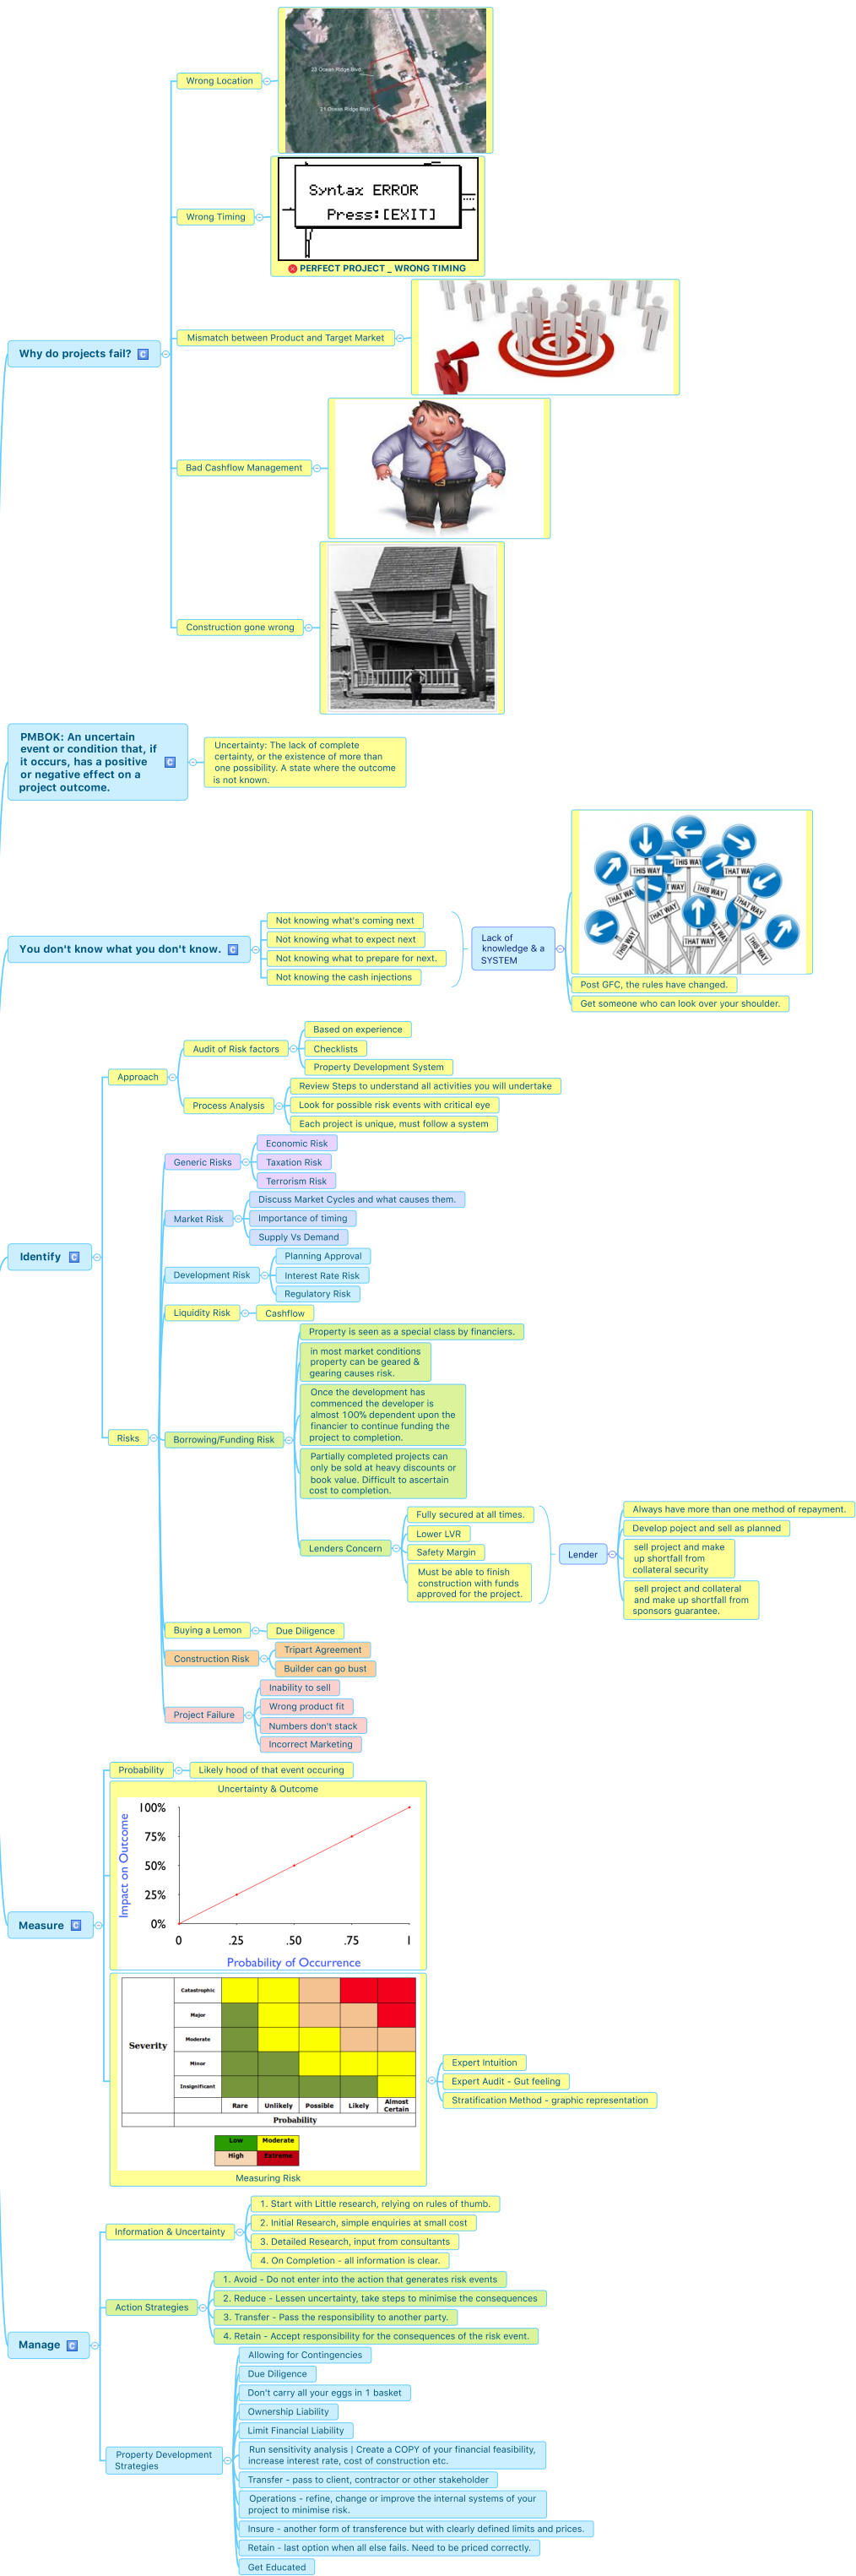 Why do projects fail?
Wrong Location
25 Ocean Ridge Blvd.
21 Ocean Ridge Blvd.
Wrong Timing
Syntax ERROR
Press:[EXIT]
PERFECT PROJECT _ WRONG TIMING
Mismatch between Product and Target Market
Bad Cashflow Management
Construction gone wrong
PMBOK: An uncertain
event or condition that, if
it occurs, has a positive
or negative effect on a
project outcome.
Uncertainty: The lack of complete
certainty, or the existence of more than
one possibility. A state where the outcome
is not known.
You don't know what you don't know.
Not knowing what's coming next
Not knowing what to expect next
Not knowing what to prepare for next.
Not knowing the cash injections
Lack of
knowledge & a
SYSTEM
THIS WAY
THAT WAY
THAT WAY
WAY
THIS WAY
THAT WAY
THAT WAY
THIS WAY
THAT WAY
AT WAY
THIS WAY
Post GFC, the rules have changed.
Get someone who can look over your shoulder.
Identify
Approach
Audit of Risk factors
Based on experience
Checklists
Property Development System
Process Analysis
Review Steps to understand all activities you will undertake
Look for possible risk events with critical eye
Each project is unique, must follow a system
Risks
Generic Risks
Economic Risk
Taxation Risk
Terrorism Risk
Market Risk
Discuss Market Cycles and what causes them.
Importance of timing
Supply Vs Demand
Development Risk
Planning Approval
Interest Rate Risk
Regulatory Risk
Liquidity Risk
Cashflow
Borrowing/Funding Risk
Property is seen as a special class by financiers.
in most market conditions
property can be geared &
gearing causes risk.
Once the development has
commenced the developer is
almost 100% dependent upon the
financier to continue funding the
project to completion.
Partially completed projects can
only be sold at heavy discounts or
book value. Difficult to ascertain
cost to completion.
Lenders Concern
Fully secured at all times.
Lower LVR
Safety Margin
Must be able to finish
construction with funds
approved for the project.
Lender
Always have more than one method of repayment.
Develop poject and sell as planned
sell project and make
up shortfall from
collateral security
sell project and collateral
and make up shortfall from
sponsors guarantee.
Buying a Lemon
Due Diligence
Construction Risk
Tripart Agreement
Builder can go bust
Project Failure
Inability to sell
Wrong product fit
Numbers don't stack
Incorrect Marketing
Measure
Probability
Likely hood of that event occuring
Uncertainty & Outcome
Impact on Outcome
100%
75%
50%
25%
0%
0 .25 .50 .75 1
Probability of Occurrence
Severity
Catastrophic
Major
Moderate
Minor
Insignificant
Rare Unlikely Possible Likely Almost Certain
Probability
Low Moderate
High Extreme
Measuring Risk
Expert Intuition
Expert Audit - Gut feeling
Stratification Method - graphic representation
Manage
Information & Uncertainty
1. Start with Little research, relying on rules of thumb.
2. Initial Research, simple enquiries at small cost
3. Detailed Research, input from consultants
4. On Completion - all information is clear.
Action Strategies
1. Avoid - Do not enter into the action that generates risk events
2. Reduce - Lessen uncertainty, take steps to minimise the consequences
3. Transfer - Pass the responsibility to another party.
4. Retain - Accept responsibility for the consequences of the risk event.
Property Development
Strategies
Allowing for Contingencies
Due Diligence
Don't carry all your eggs in 1 basket
Ownership Liability
Limit Financial Liability
Run sensitivity analysis | Create a COPY of your financial feasibility,
increase interest rate, cost of construction etc.
Transfer - pass to client, contractor or other stakeholder
Operations - refine, change or improve the internal systems of your
project to minimise risk.
Insure - another form of transference but with clearly defined limits and prices.
Retain - last option when all else fails. Need to be priced correctly.
Get Educated